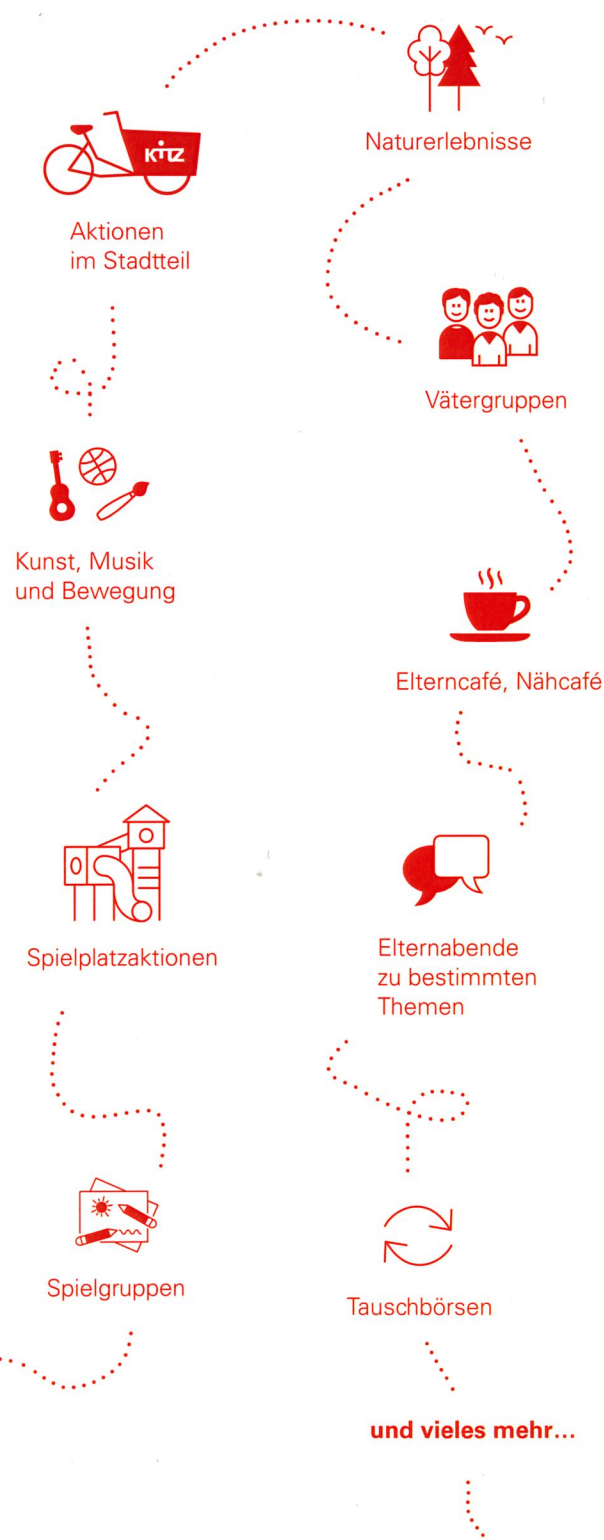 KiTZ
Aktionen
im Stadtteil
Kunst, Musik
und Bewegung
Spielplatzaktionen
Spielgruppen
Naturerlebnisse
Vätergruppen
Elterncafé, Nähcafé
Elternabende
zu bestimmten
Themen
Tauschbörsen
und vieles mehr...